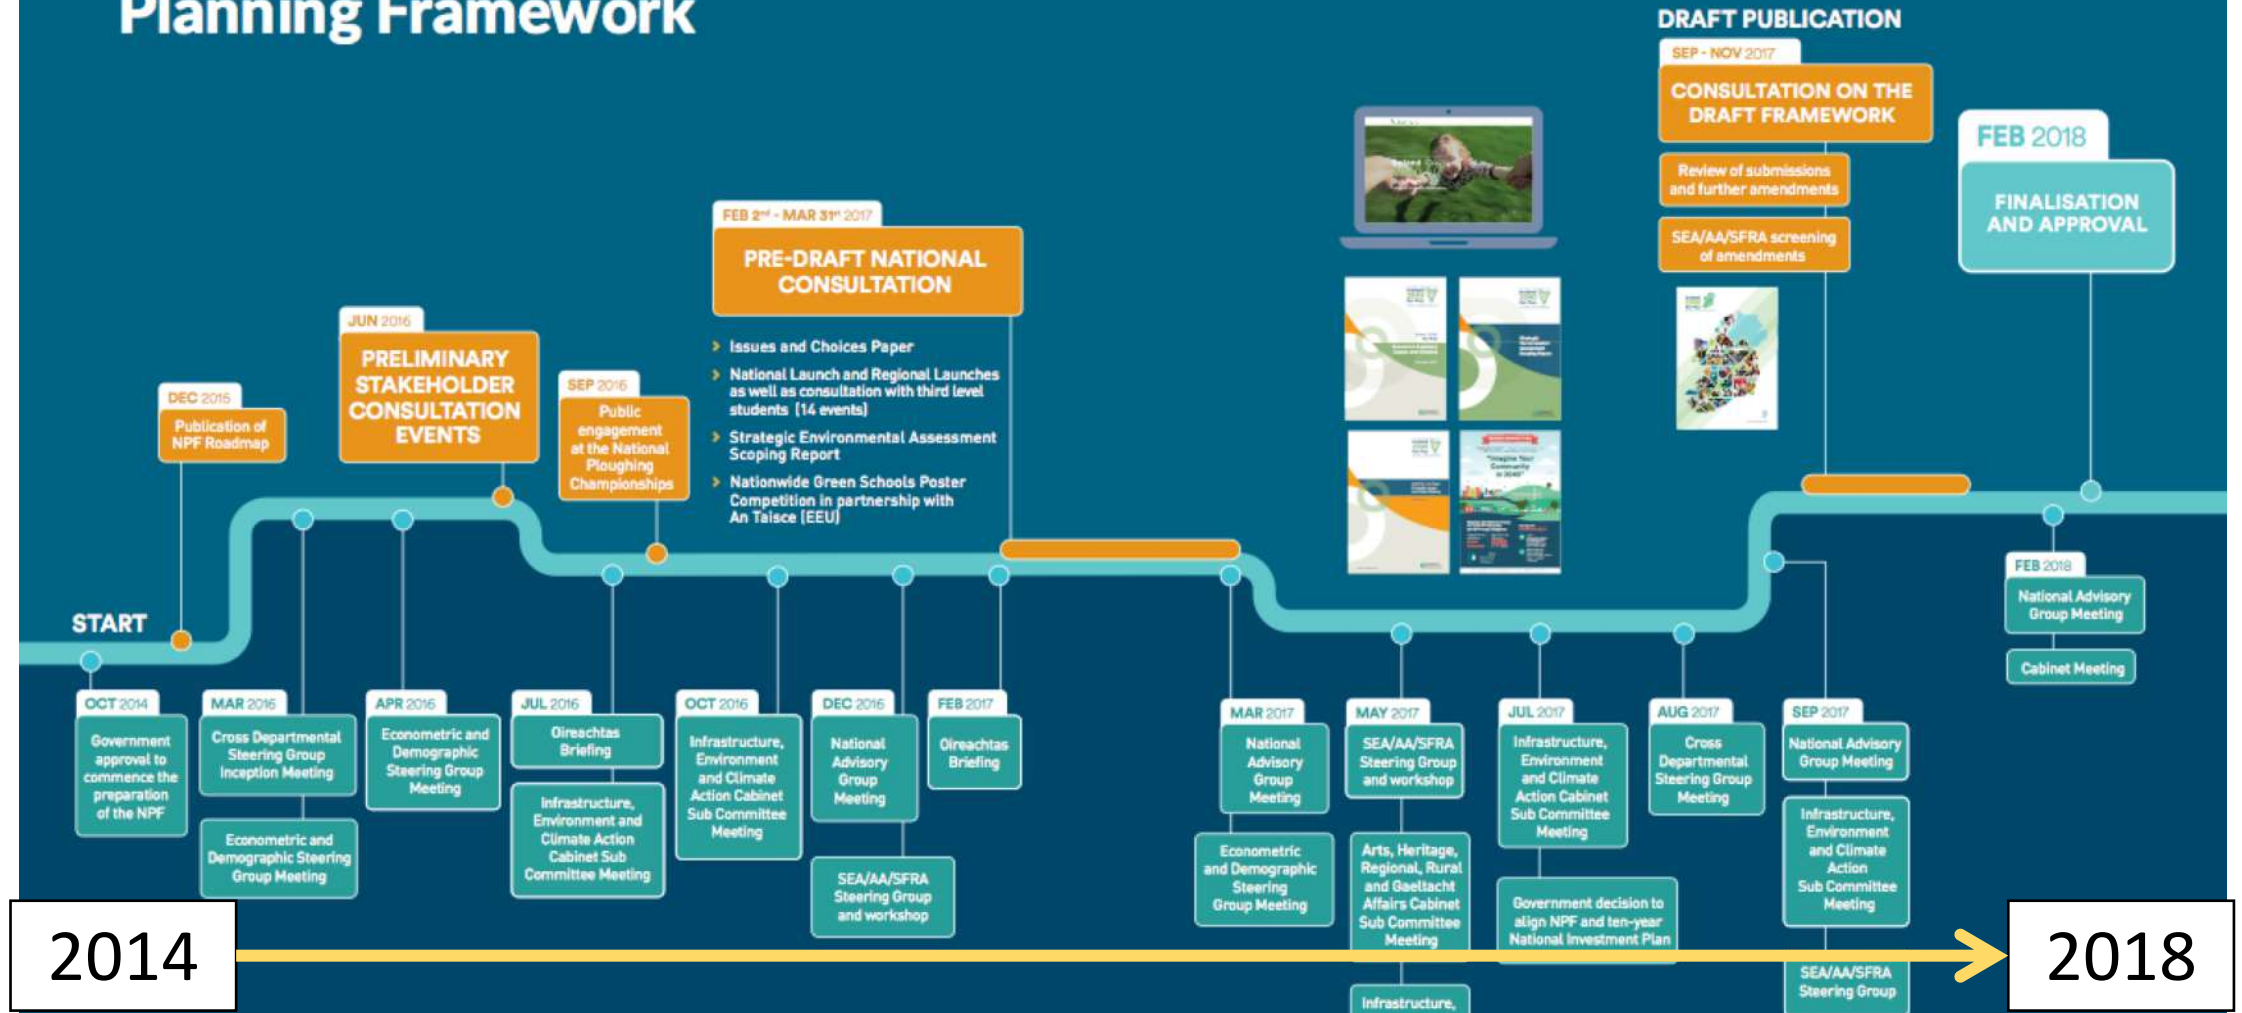 Planning Framework
DRAFT PUBLICATION
SEP - NOV 2017
CONSULTATION ON THE
DRAFT FRAMEWORK
Review of submissions
and further amendments
SEA/AA/SFRA screening
of amendments
FEB 2018
FINALISATION
AND APPROVAL
FEB 2nd - MAR 31st 2017
PRE-DRAFT NATIONAL
CONSULTATION
Issues and Choices Paper
National Launch and Regional Launches
as well as consultation with third level
students (14 events)
Strategic Environmental Assessment
Scoping Report
Nationwide Green Schools Poster
Competition in partnership with
An Taisce (EEU)
JUN 2016
PRELIMINARY
STAKEHOLDER
CONSULTATION
EVENTS
SEP 2016
Public
engagement
at the National
Ploughing
Championships
DEC 2015
Publication of
NPF Roadmap
"Imagine Your
Community
in 2040"
START
OCT 2014
Government
approval to
commence the
preparation
of the NPF
MAR 2016
Cross Departmental
Steering Group
Inception Meeting
Econometric and
Demographic Steering
Group Meeting
APR 2016
Econometric and
Demographic
Steering Group
Meeting
JUL 2016
Oireachtas
Briefing
Infrastructure,
Environment and
Climate Action
Cabinet Sub
Committee Meeting
OCT 2016
Infrastructure,
Environment
and Climate
Action Cabinet
Sub Committee
Meeting
DEC 2016
National
Advisory
Group
Meeting
SEA/AA/SFRA
Steering Group
and workshop
FEB 2017
Oireachtas
Briefing
MAR 2017
National
Advisory
Group
Meeting
Econometric
and Demographic
Steering
Group Meeting
MAY 2017
SEA/AA/SFRA
Steering Group
and workshop
Arts, Heritage,
Regional, Rural
and Gaeltacht
Affairs Cabinet
Sub Committee
Meeting
Infrastructure,
JUL 2017
Infrastructure,
Environment
and Climate
Action Cabinet
Sub Committee
Meeting
Government decision to
align NPF and ten-year
National Investment Plan
AUG 2017
Cross
Departmental
Steering Group
Meeting
SEP 2017
National Advisory
Group Meeting
Infrastructure,
Environment
and Climate
Action
Sub Committee
Meeting
SEA/AA/SFRA
Steering Group
FEB 2018
National Advisory
Group Meeting
Cabinet Meeting
2014
2018